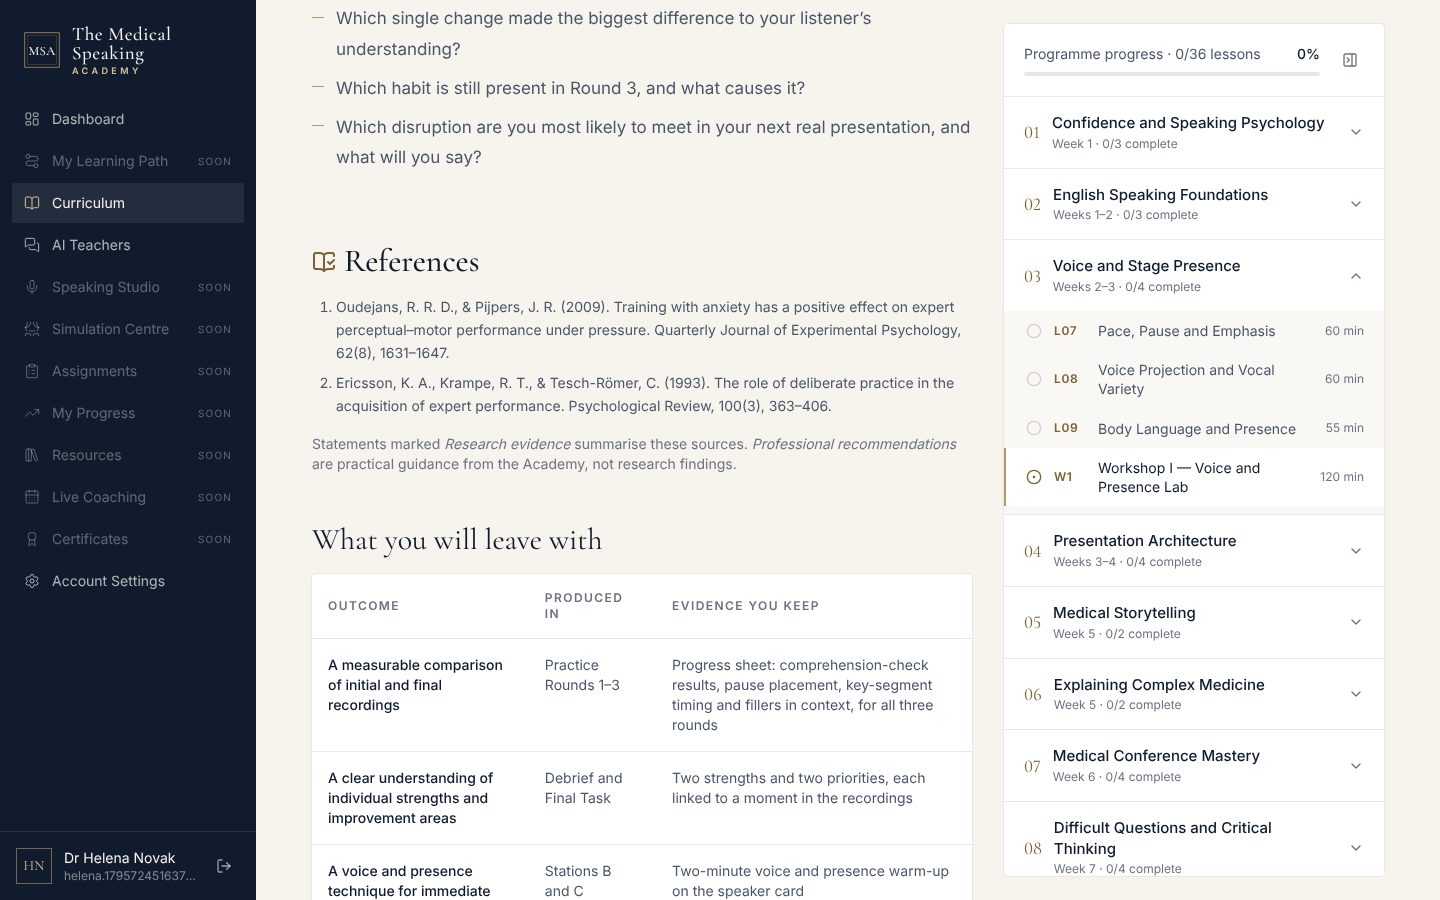 MSA
The Medical
Speaking
ACADEMY
Dashboard
My Learning Path SOON
Curriculum
AI Teachers
Speaking Studio SOON
Simulation Centre SOON
Assignments SOON
My Progress SOON
Resources SOON
Live Coaching SOON
Certificates SOON
Account Settings
HN
Dr Helena Novak
helena.179572451637...
— Which single change made the biggest difference to your listener’s
understanding?
— Which habit is still present in Round 3, and what causes it?
— Which disruption are you most likely to meet in your next real presentation, and
what will you say?
References
1. Oudejans, R. R. D., & Pijpers, J. R. (2009). Training with anxiety has a positive effect on expert
perceptual–motor performance under pressure. Quarterly Journal of Experimental Psychology,
62(8), 1631–1647.
2. Ericsson, K. A., Krampe, R. T., & Tesch-Römer, C. (1993). The role of deliberate practice in the
acquisition of expert performance. Psychological Review, 100(3), 363–406.
Statements marked Research evidence summarise these sources. Professional recommendations
are practical guidance from the Academy, not research findings.
What you will leave with
OUTCOME
PRODUCED
IN
EVIDENCE YOU KEEP
A measurable comparison
of initial and final
recordings
Practice
Rounds 1–3
Progress sheet: comprehension-check
results, pause placement, key-segment
timing and fillers in context, for all three
rounds
A clear understanding of
individual strengths and
improvement areas
Debrief and
Final Task
Two strengths and two priorities, each
linked to a moment in the recordings
A voice and presence
technique for immediate
Stations B
and C
Two-minute voice and presence warm-up
on the speaker card
Programme progress · 0/36 lessons 0%
01 Confidence and Speaking Psychology
Week 1 · 0/3 complete
02 English Speaking Foundations
Weeks 1–2 · 0/3 complete
03 Voice and Stage Presence
Weeks 2–3 · 0/4 complete
L07 Pace, Pause and Emphasis 60 min
L08 Voice Projection and Vocal
Variety 60 min
L09 Body Language and Presence 55 min
W1 Workshop I — Voice and
Presence Lab 120 min
04 Presentation Architecture
Weeks 3–4 · 0/4 complete
05 Medical Storytelling
Week 5 · 0/2 complete
06 Explaining Complex Medicine
Week 5 · 0/2 complete
07 Medical Conference Mastery
Week 6 · 0/4 complete
08 Difficult Questions and Critical
Thinking
Week 7 · 0/4 complete